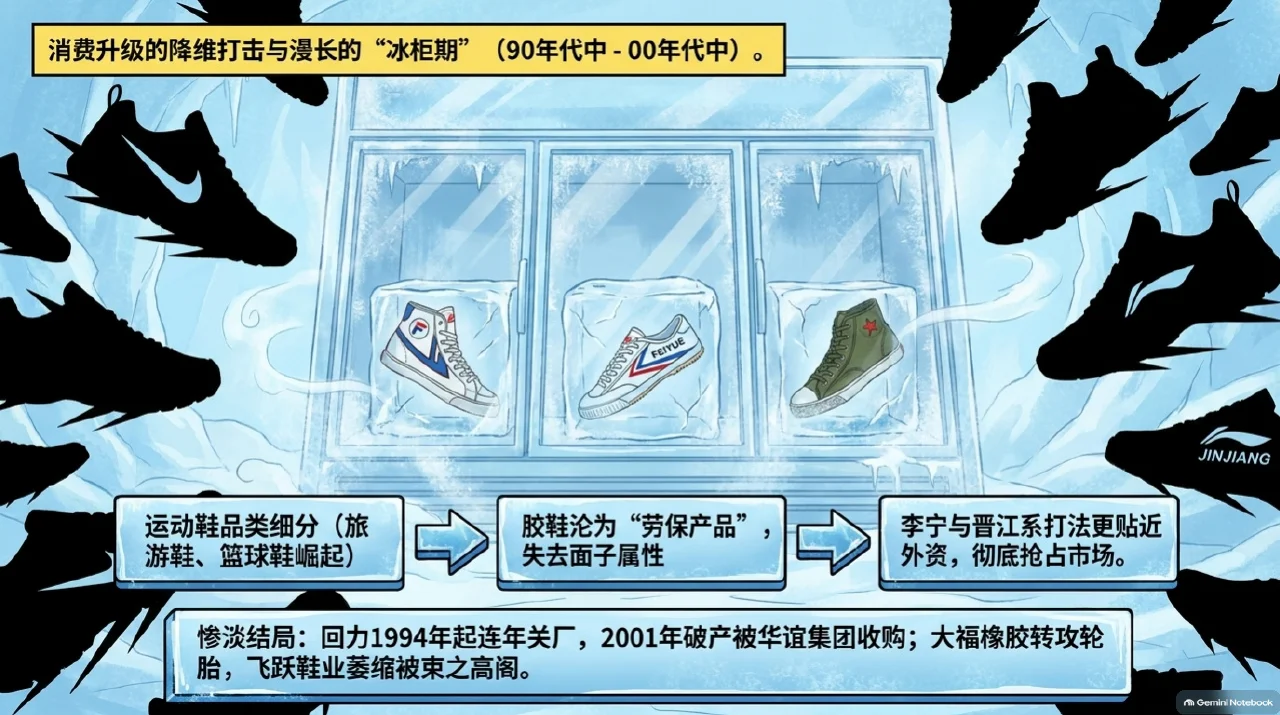 消费升级的降维打击与漫长的“冰柜期”（90年代中 - 00年代中）。
F
FEIYUE
JINJIANG
运动鞋品类细分（旅
游鞋、篮球鞋崛起）
胶鞋沦为“劳保产品”，
失去面子属性
李宁与晋江系打法更贴近
外资，彻底抢占市场。
惨淡结局：回力1994年起连年关厂，2001年破产被华谊集团收购；大福橡胶转攻轮
胎，飞跃鞋业萎缩被束之高阁。
Gemini Notebook